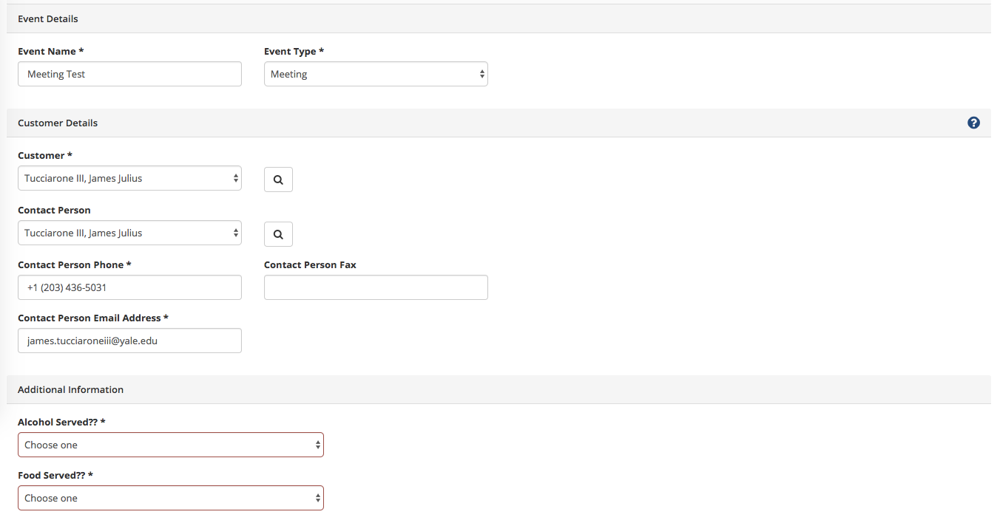 Event Details
Event Name * Event Type *
Meeting Test Meeting
Customer Details ?
Customer *
Tucciarone III, James Julius
Contact Person
Tucciarone III, James Julius
Contact Person Phone * Contact Person Fax
+1 (203) 436-5031
Contact Person Email Address *
james.tucciaroneiii@yale.edu
Additional Information
Alcohol Served?? *
Choose one
Food Served?? *
Choose one